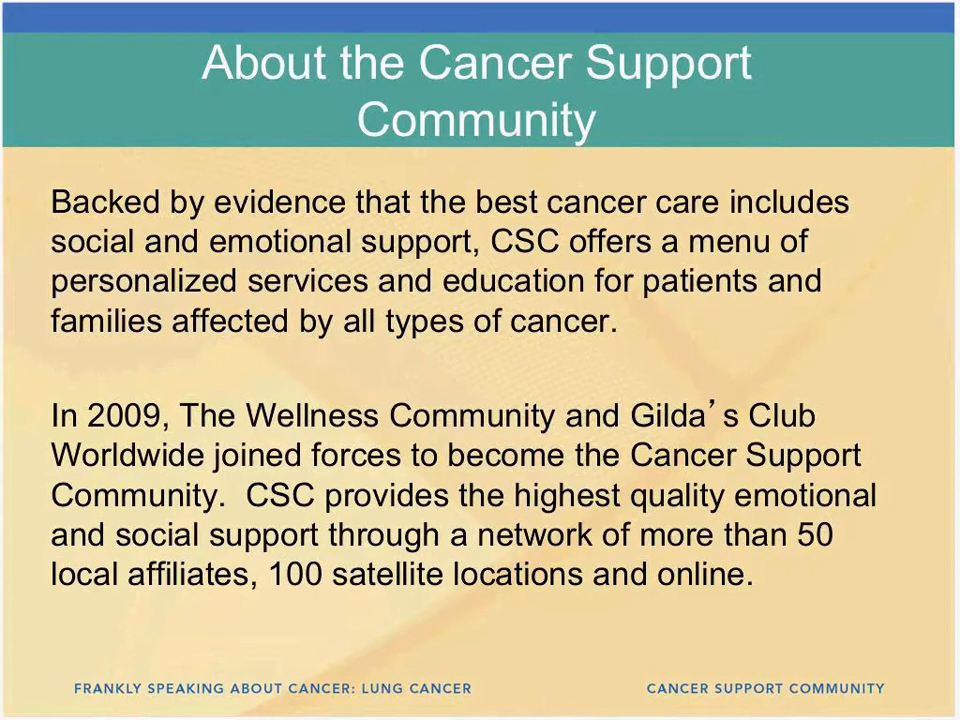 About the Cancer Support
Community
Backed by evidence that the best cancer care includes
social and emotional support, CSC offers a menu of
personalized services and education for patients and
families affected by all types of cancer.
In 2009, The Wellness Community and Gilda’s Club
Worldwide joined forces to become the Cancer Support
Community.  CSC provides the highest quality emotional
and social support through a network of more than 50
local affiliates, 100 satellite locations and online.
FRANKLY SPEAKING ABOUT CANCER: LUNG CANCER
CANCER SUPPORT COMMUNITY